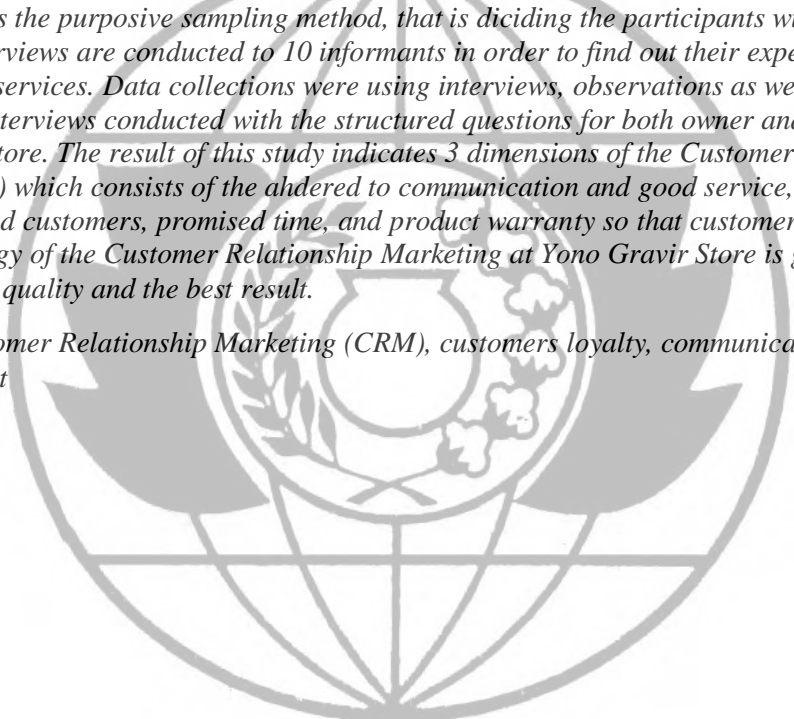 s the purposive sampling method, that is diciding the participants wi
rviews are conducted to 10 informants in order to find out their expe
services. Data collections were using interviews, observations as we
nterviews conducted with the structured questions for both owner and
tore. The result of this study indicates 3 dimensions of the Customer
) which consists of the ahdered to communication and good service,
d customers, promised time, and product warranty so that customer
gy of the Customer Relationship Marketing at Yono Gravir Store is g
quality and the best result.
omer Relationship Marketing (CRM), customers loyalty, communica
t